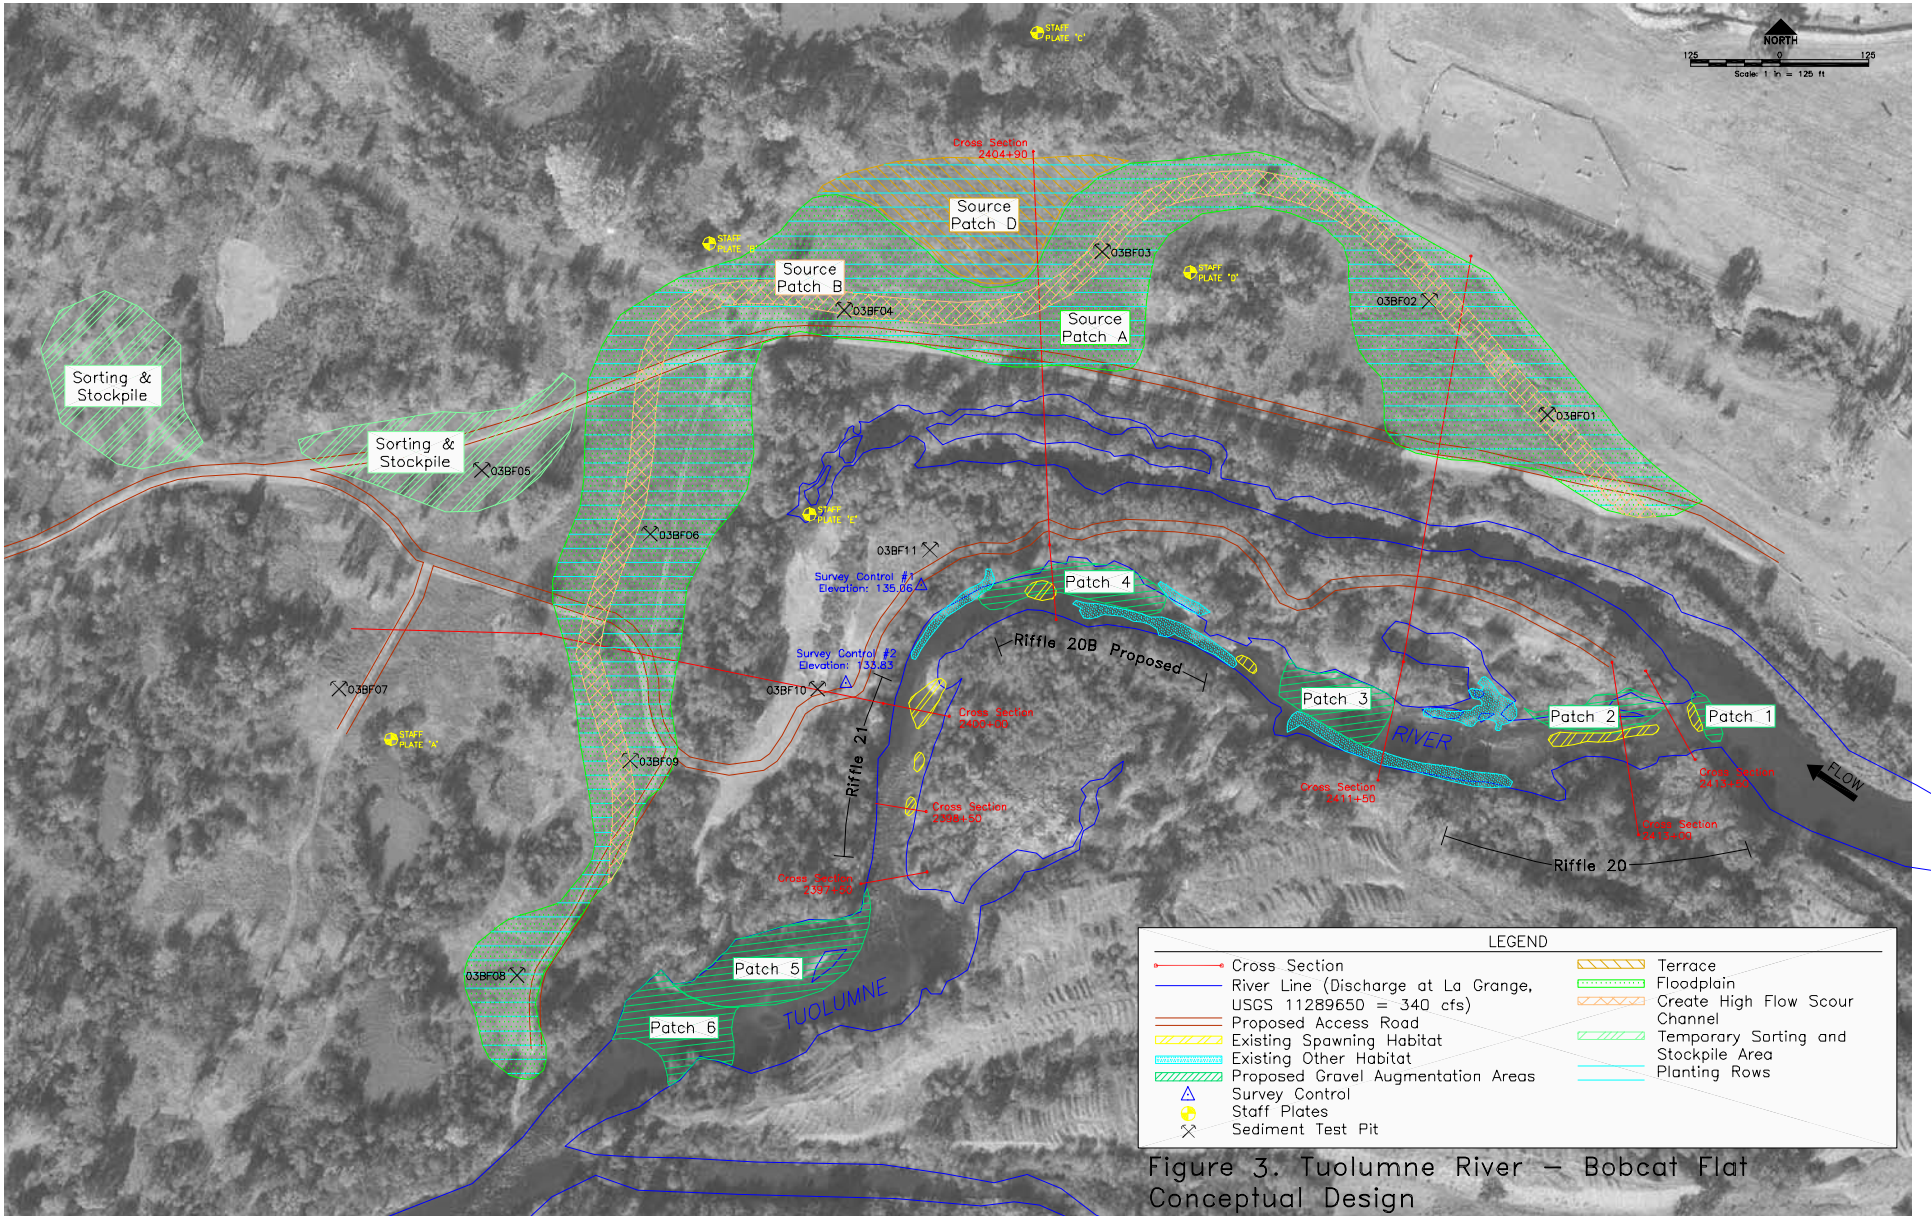 STAFF
PLATE 'C'
NORTH
125 0 125
Scale: 1 in = 125 ft
Cross Section
2404+90
Source
Patch D
STAFF
PLATE 'B'
03BF03
STAFF
PLATE 'D'
Source
Patch B
03BF04
03BF02
Source
Patch A
Sorting &
Stockpile
03BF01
Sorting &
Stockpile
03BF05
STAFF
PLATE 'E'
03BF06
03BF11
Survey Control #1
Elevation: 135.06
Patch 4
Riffle 20B Proposed
Survey Control #2
Elevation: 133.83
03BF07
03BF10
Patch 3
Patch 2
Patch 1
Cross Section
RIVER
STAFF
PLATE 'A'
Riffle 21
03BF09
Cross Section
FLOW
Cross Section
2411+50
Cross Section
Cross Section
Riffle 20
Cross Section
2397+50
03BF08
Patch 5
TUOLUMNE
Patch 6
LEGEND
Cross Section
River Line (Discharge at La Grange,
USGS 11289650 = 340 cfs)
Proposed Access Road
Existing Spawning Habitat
Existing Other Habitat
Proposed Gravel Augmentation Areas
Survey Control
Staff Plates
Sediment Test Pit
Terrace
Floodplain
Create High Flow Scour
Channel
Temporary Sorting and
Stockpile Area
Planting Rows
Figure 3. Tuolumne River – Bobcat Flat
Conceptual Design